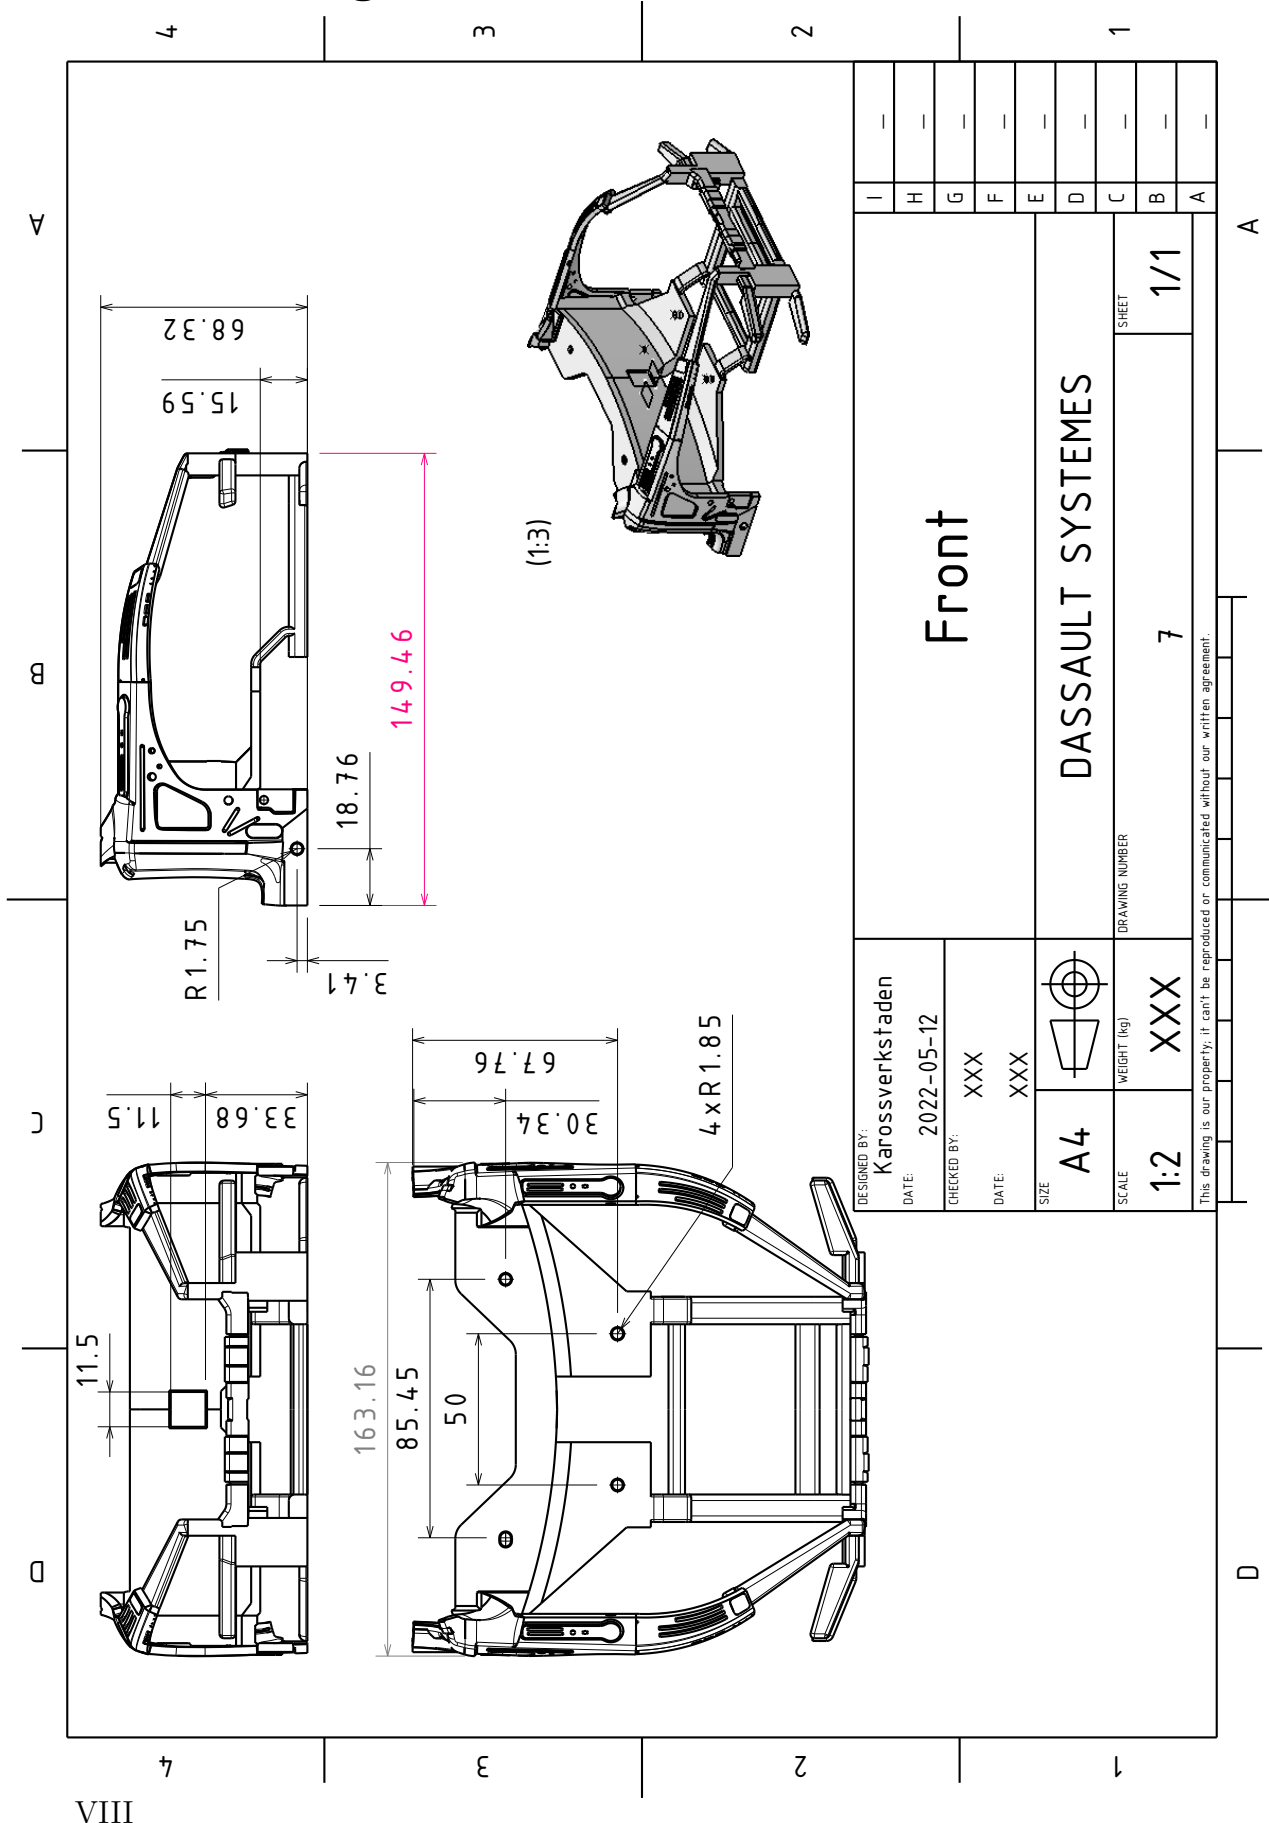 4
3
2
1
A
B
C
D
A
D
4
3
2
1
68.32
15.59
149.46
18.76
R1.75
3.41
(1:3)
11.5
33.68
11.5
67.76
30.34
4xR1.85
163.16
85.45
50
DESIGNED BY:
Karossverkstaden
DATE:
2022-05-12
CHECKED BY:
XXX
DATE:
XXX
SIZE
A4
SCALE
1:2
WEIGHT (kg)
XXX
Front
DASSAULT SYSTEMES
DRAWING NUMBER
7
SHEET
1/1
I _
H _
G _
F _
E _
D _
C _
B _
A _
This drawing is our property; it can't be reproduced or communicated without our written agreement.
VIII